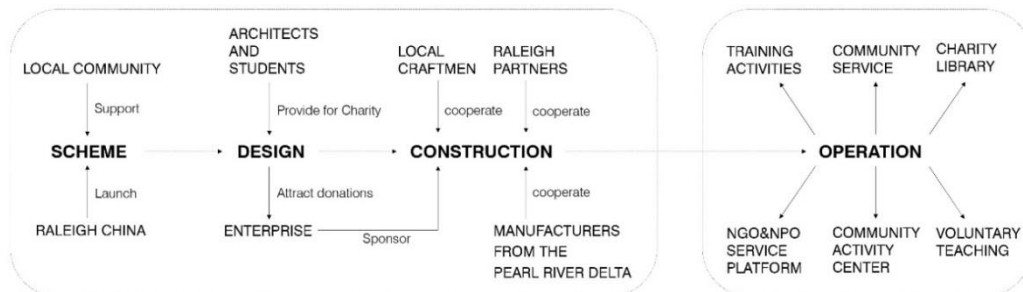 ARCHITECTS
AND
STUDENTS
LOCAL COMMUNITY
LOCAL
CRAFTMEN
RALEIGH
PARTNERS
TRAINING
ACTIVITIES
COMMUNITY
SERVICE
CHARITY
LIBRARY
Support
Provide for Charity
cooperate
cooperate
SCHEME
DESIGN
CONSTRUCTION
OPERATION
Launch
Attract donations
cooperate
RALEIGH CHINA
ENTERPRISE
Sponsor
MANUFACTURERS
FROM THE
PEARL RIVER DELTA
NGO&NPO
SERVICE
PLATFORM
COMMUNITY
ACTIVITY
CENTER
VOLUNTARY
TEACHING